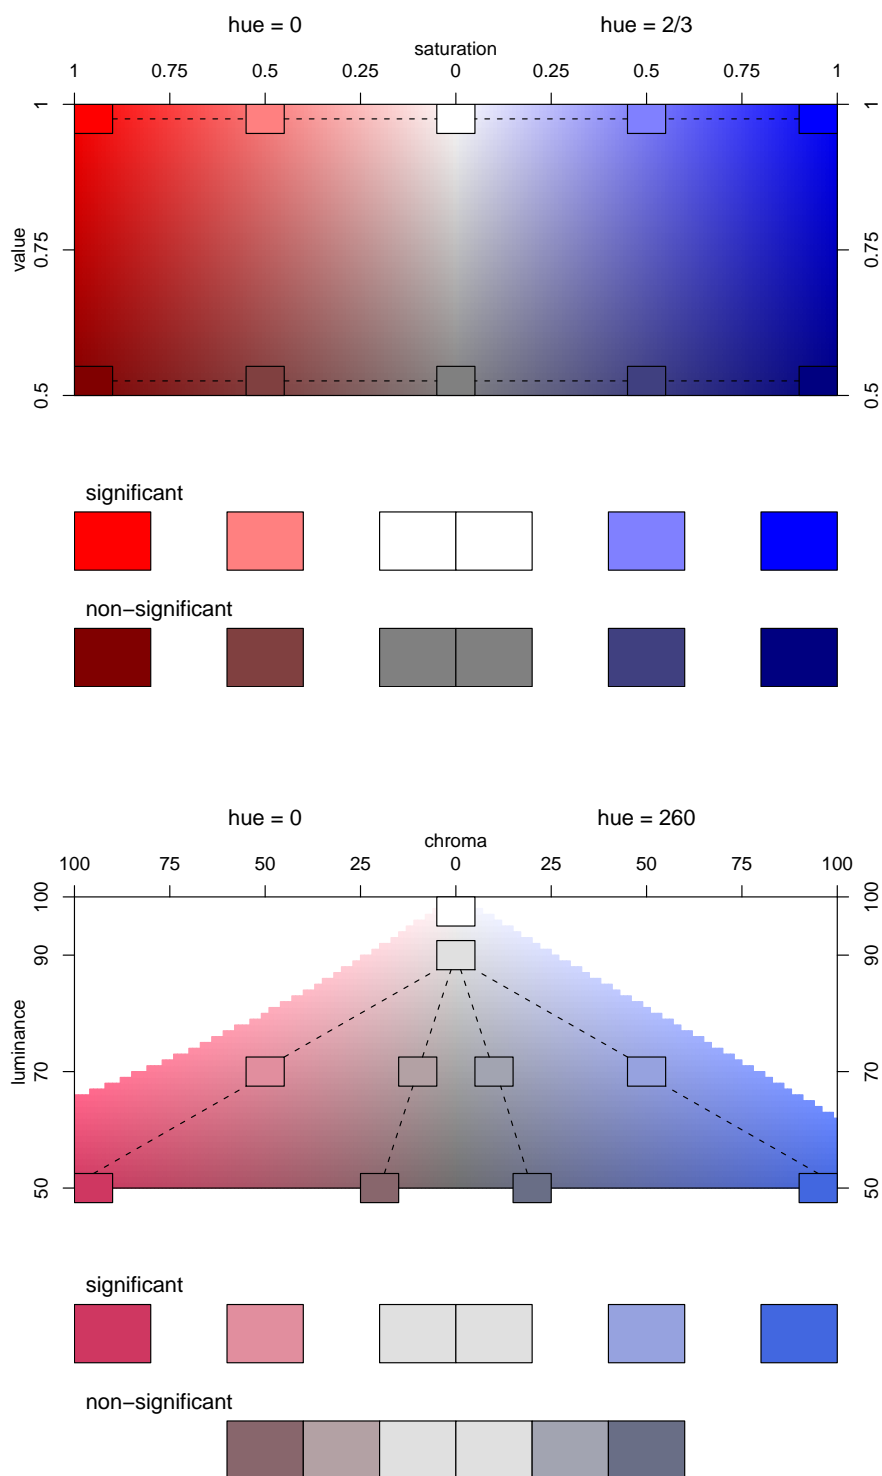 hue = 0 hue = 2/3
saturation
1 0.75 0.5 0.25 0 0.25 0.5 0.75 1
1 1
value
0.75 0.75
0.5 0.5
significant
non−significant
hue = 0 hue = 260
chroma
100 75 50 25 0 25 50 75 100
100 100
90 90
luminance
70 70
50 50
significant
non−significant